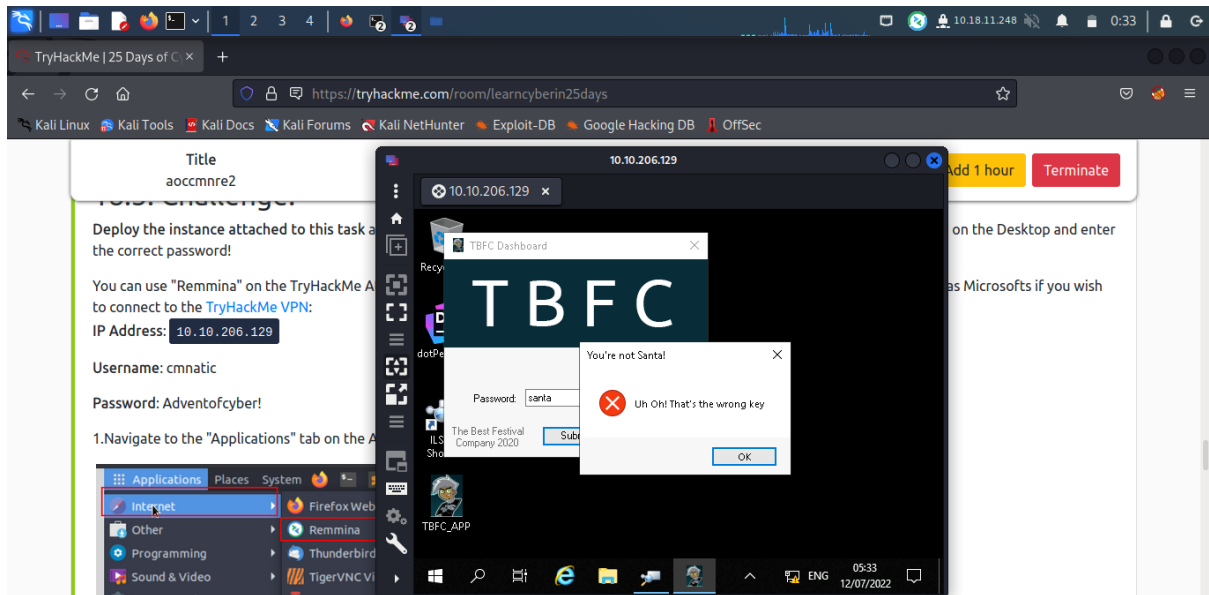 1 2 3 4
10.18.11.248
0:33
TryHackMe | 25 Days of C
https://tryhackme.com/room/learncyberin25days
Kali Linux Kali Tools Kali Docs Kali Forums Kali NetHunter Exploit-DB Google Hacking DB OffSec
Title
aoccmnre2
Add 1 hour
Terminate
Challenge.
Deploy the instance attached to this task a
on the Desktop and enter
the correct password!
You can use "Remmina" on the TryHackMe A
as Microsofts if you wish
to connect to the TryHackMe VPN:
IP Address: 10.10.206.129
Username: cmnatic
Password: Adventofcyber!
1.Navigate to the "Applications" tab on the A
Applications Places System
Internet
Firefox Web
Other
Remmina
Programming
Thunderbird
Sound & Video
TigerVNC Vi
10.10.206.129
10.10.206.129
Recy
dotPe
ILS
Sho
TBFC_APP
TBFC Dashboard
TBFC
Password: santa
The Best Festival
Company 2020
Subr
You're not Santa!
Uh Oh! That's the wrong key
OK
ENG
05:33
12/07/2022